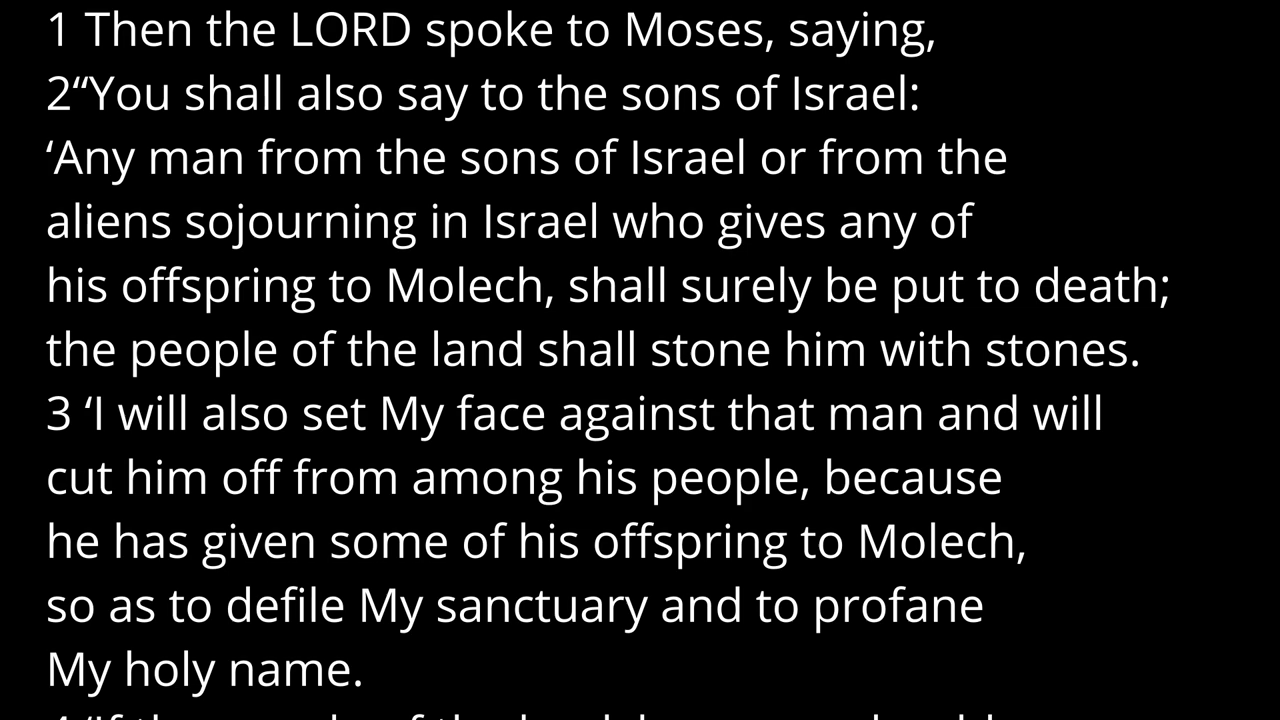 1 Then the LORD spoke to Moses, saying,
2“You shall also say to the sons of Israel:
‘Any man from the sons of Israel or from the
aliens sojourning in Israel who gives any of
his offspring to Molech, shall surely be put to death;
the people of the land shall stone him with stones.
3 ‘I will also set My face against that man and will
cut him off from among his people, because
he has given some of his offspring to Molech,
so as to defile My sanctuary and to profane
My holy name.